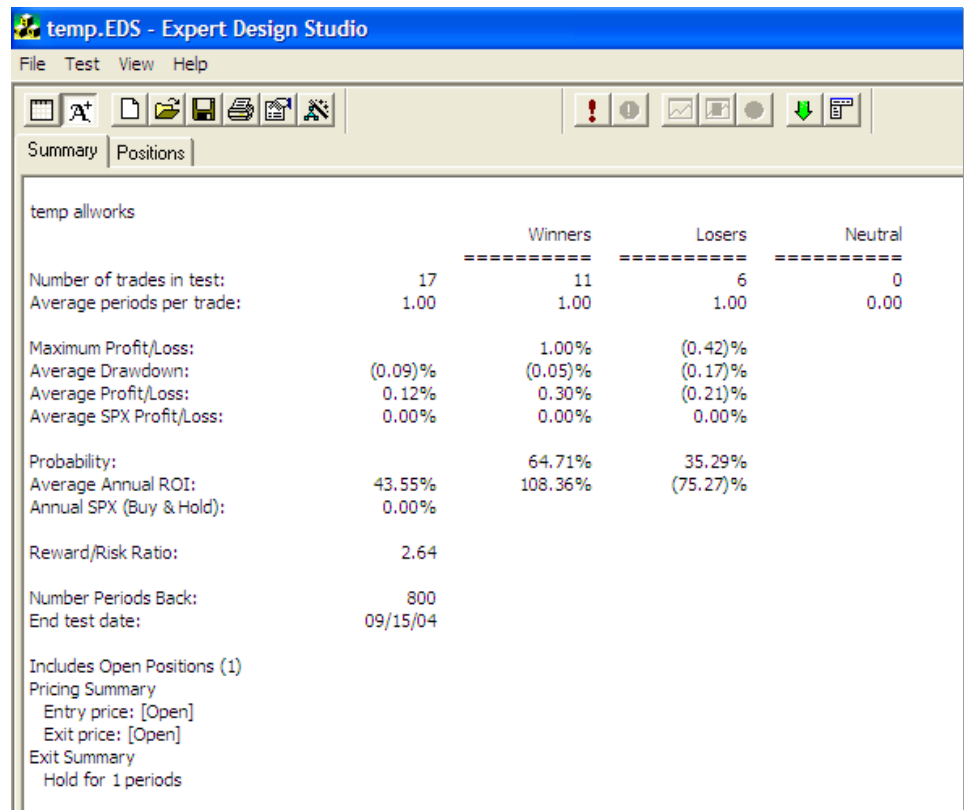 temp.EDS - Expert Design Studio
File Test View Help
Summary Positions
temp allworks
Winners Losers Neutral
========== ========== ==========
Number of trades in test: 17 11 6 0
Average periods per trade: 1.00 1.00 1.00 0.00
Maximum Profit/Loss: 1.00% (0.42)%
Average Drawdown: (0.09)% (0.05)% (0.17)%
Average Profit/Loss: 0.12% 0.30% (0.21)%
Average SPX Profit/Loss: 0.00% 0.00% 0.00%
Probability: 64.71% 35.29%
Average Annual ROI: 43.55% 108.36% (75.27)%
Annual SPX (Buy & Hold): 0.00%
Reward/Risk Ratio: 2.64
Number Periods Back: 800
End test date: 09/15/04
Includes Open Positions (1)
Pricing Summary
Entry price: [Open]
Exit price: [Open]
Exit Summary
Hold for 1 periods